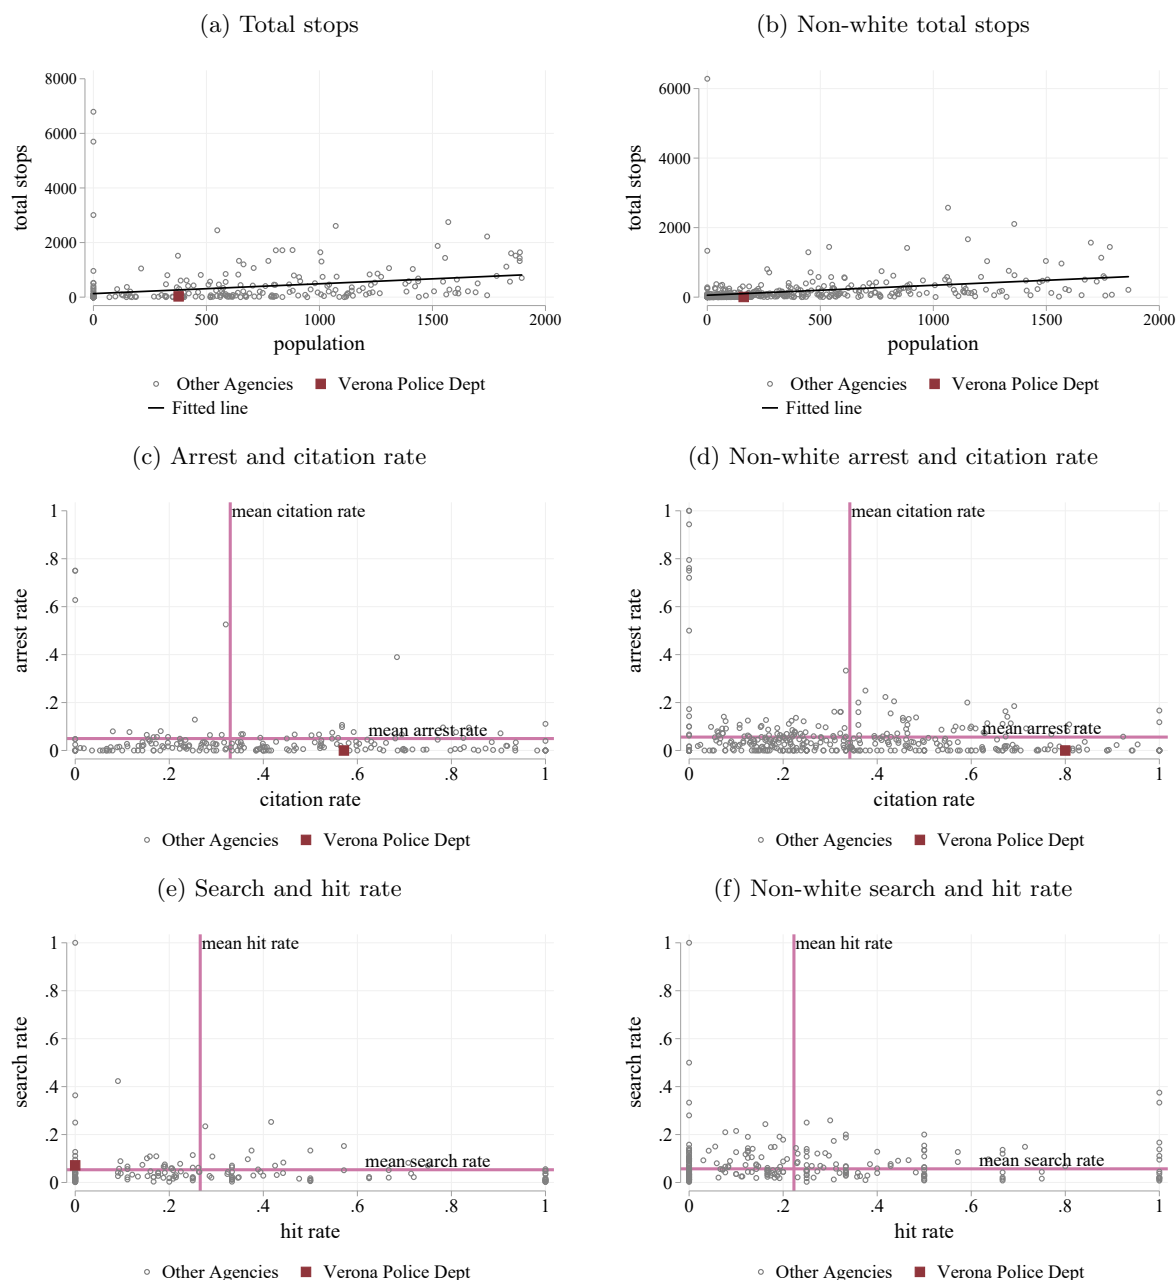 (a) Total stops
(b) Non-white total stops
8000
6000
4000
2000
0
total stops
0 500 1000 1500 2000
population
Other Agencies Verona Police Dept
Fitted line
6000
4000
2000
0
total stops
0 500 1000 1500 2000
population
Other Agencies Verona Police Dept
Fitted line
(c) Arrest and citation rate
(d) Non-white arrest and citation rate
mean citation rate
1
.8
.6
.4
.2
0
arrest rate
mean arrest rate
0 .2 .4 .6 .8 1
citation rate
Other Agencies Verona Police Dept
mean citation rate
1
.8
.6
.4
.2
0
arrest rate
mean arrest rate
0 .2 .4 .6 .8 1
citation rate
Other Agencies Verona Police Dept
(e) Search and hit rate
(f) Non-white search and hit rate
mean hit rate
1
.8
.6
.4
.2
0
search rate
mean search rate
0 .2 .4 .6 .8 1
hit rate
Other Agencies Verona Police Dept
mean hit rate
1
.8
.6
.4
.2
0
search rate
mean search rate
0 .2 .4 .6 .8 1
hit rate
Other Agencies Verona Police Dept